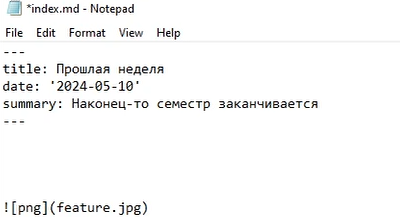 *index.md - Notepad
File Edit Format View Help
---
title: Прошлая неделя
date: '2024-05-10'
summary: Наконец-то семестр заканчивается
---
![png](feature.jpg)